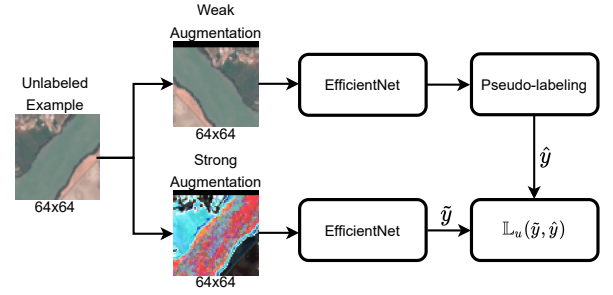 Weak
Augmentation
64x64
EfficientNet
Pseudo-labeling
Unlabeled
Example
64x64
ŷ
Strong
Augmentation
64x64
EfficientNet
ỹ
𝕃ᵤ(ỹ, ŷ)